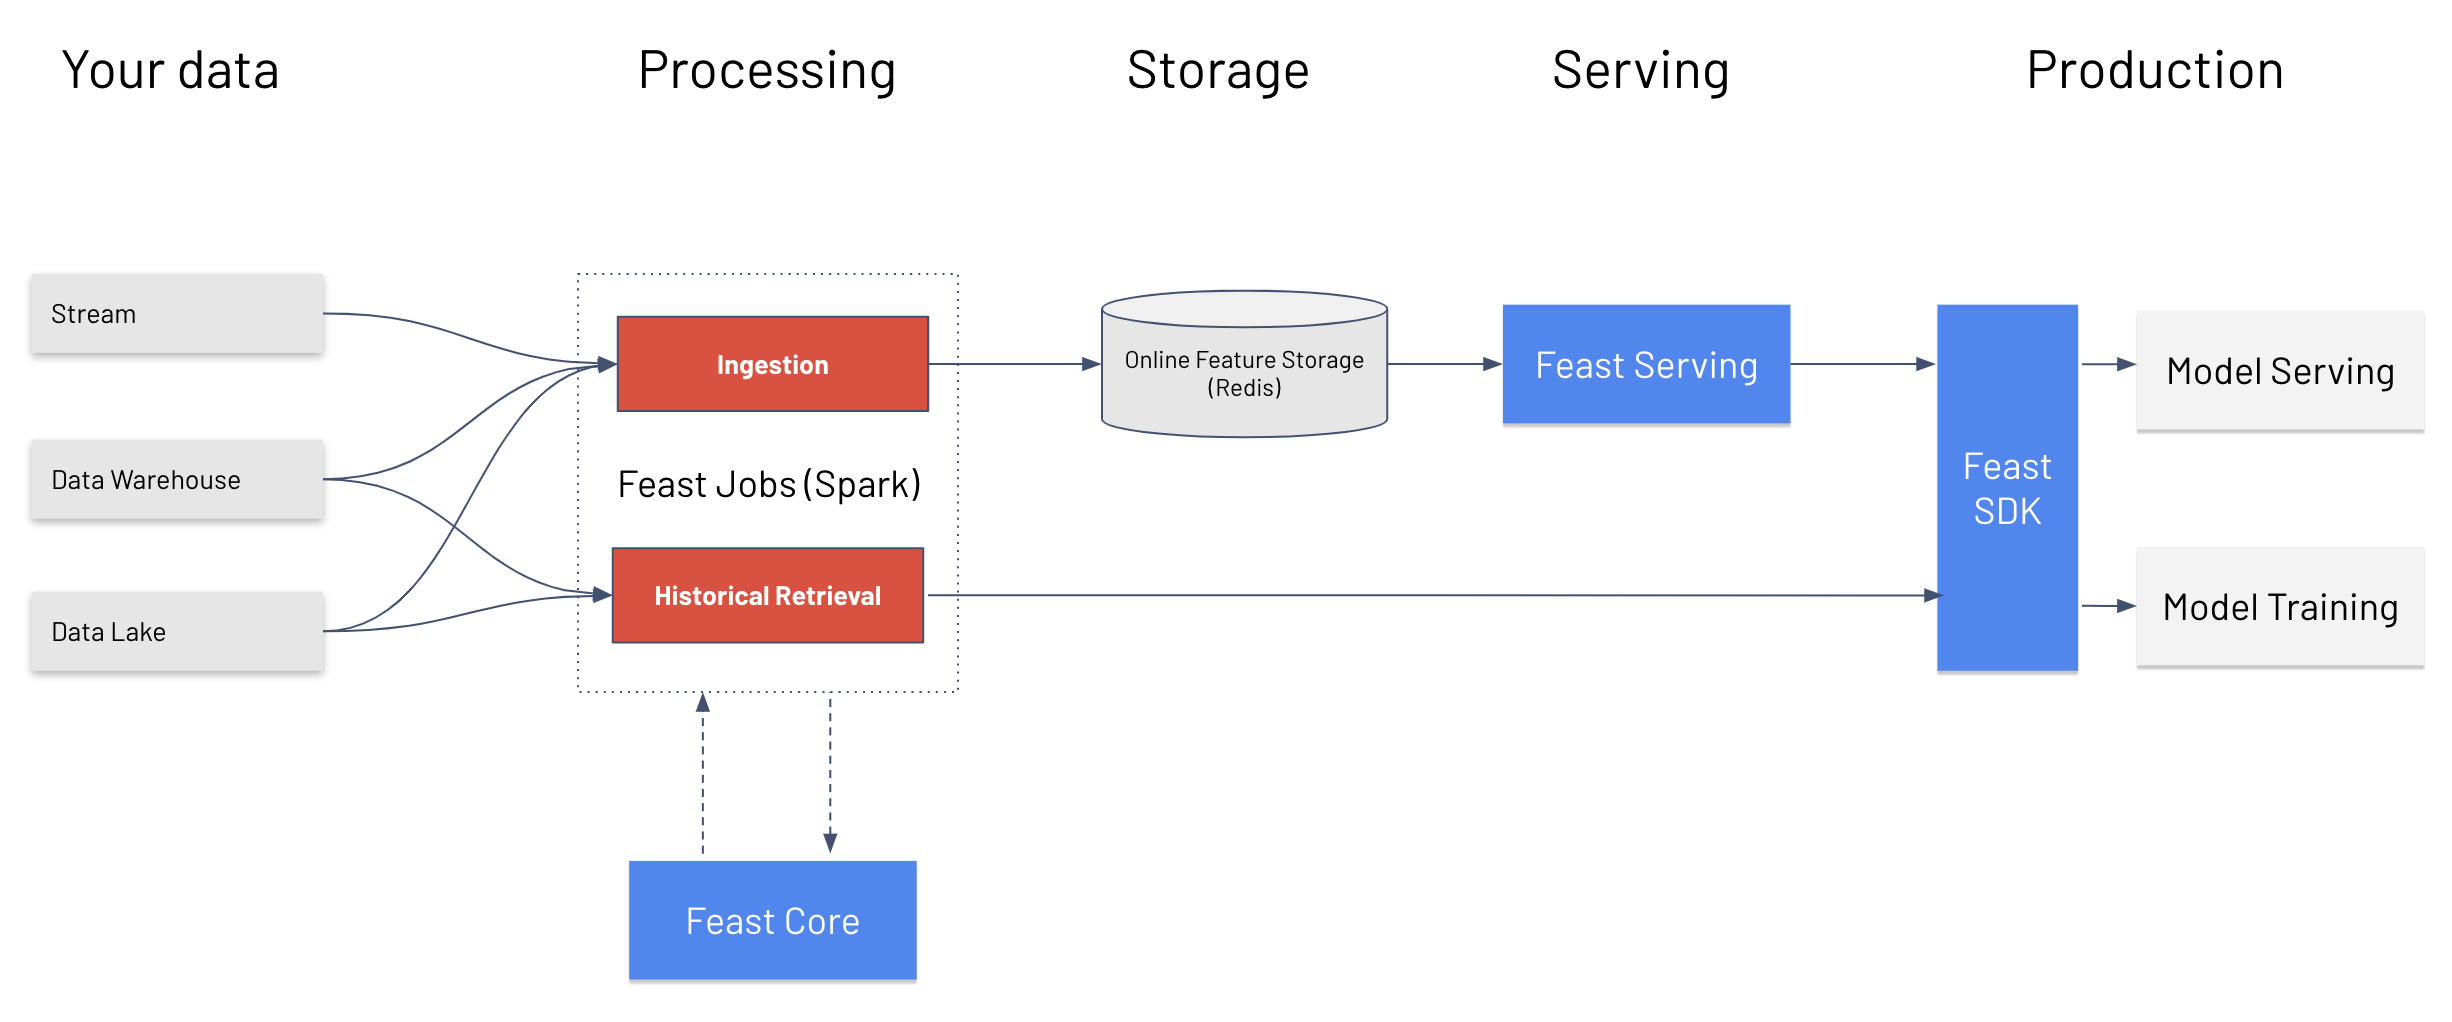 Your data
Processing
Storage
Serving
Production
Stream
Data Warehouse
Data Lake
Ingestion
Feast Jobs (Spark)
Historical Retrieval
Feast Core
Online Feature Storage
(Redis)
Feast Serving
Feast
SDK
Model Serving
Model Training